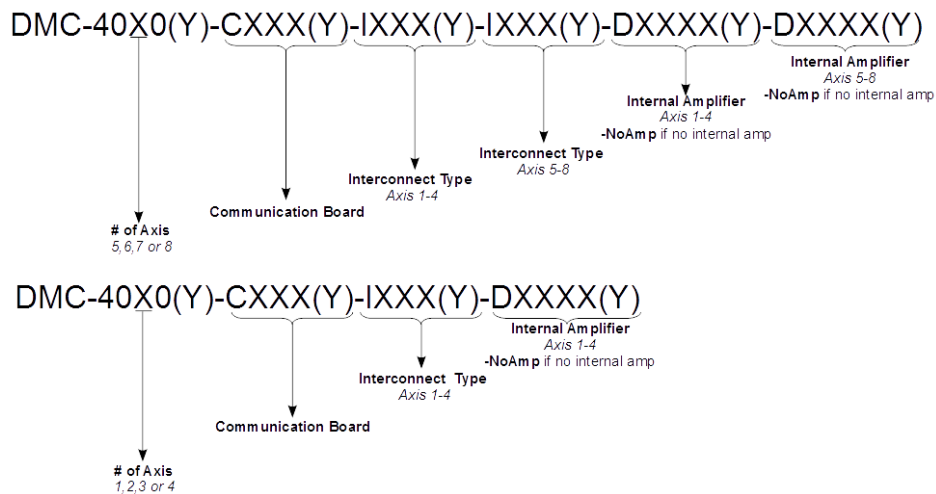 DMC-40X0(Y)-CXXX(Y)-IXXX(Y)-IXXX(Y)-DXXXX(Y)-DXXXX(Y)
Internal Amplifier
Axis 5-8
-NoAmp if no internal amp
Internal Amplifier
Axis 1-4
-NoAmp if no internal amp
Interconnect Type
Axis 5-8
Interconnect Type
Axis 1-4
Communication Board
# of Axis
5,6,7 or 8
DMC-40X0(Y)-CXXX(Y)-IXXX(Y)-DXXXX(Y)
Internal Amplifier
Axis 1-4
-NoAmp if no internal amp
Interconnect Type
Axis 1-4
Communication Board
# of Axis
1,2,3 or 4